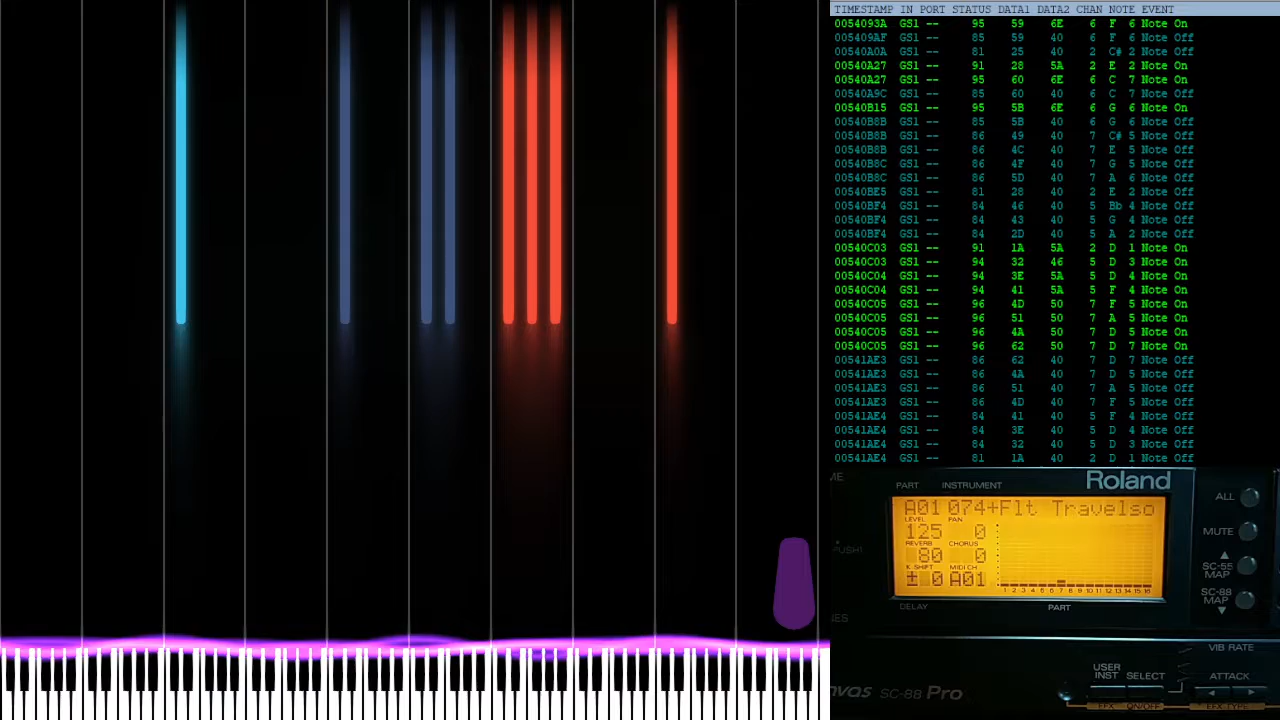 TIMESTAMP IN PORT STATUS DATA1 DATA2 CHAN NOTE EVENT
0054093A GS1 -- 95 59 6E 6 F 6 Note On
005409AF GS1 -- 85 59 40 6 F 6 Note Off
00540A0A GS1 -- 81 25 40 2 C# 2 Note Off
00540A27 GS1 -- 91 28 5A 2 E 2 Note On
00540A27 GS1 -- 95 60 6E 6 C 7 Note On
00540A9C GS1 -- 85 60 40 6 C 7 Note Off
00540B15 GS1 -- 95 5B 6E 6 G 6 Note On
00540B8B GS1 -- 85 5B 40 6 G 6 Note Off
00540B8B GS1 -- 86 49 40 7 C# 5 Note Off
00540B8B GS1 -- 86 4C 40 7 E 5 Note Off
00540B8C GS1 -- 86 4F 40 7 G 5 Note Off
00540B8C GS1 -- 86 5D 40 7 A 6 Note Off
00540BE5 GS1 -- 81 28 40 2 E 2 Note Off
00540BF4 GS1 -- 84 46 40 5 Bb 4 Note Off
00540BF4 GS1 -- 84 43 40 5 G 4 Note Off
00540BF4 GS1 -- 84 2D 40 5 A 2 Note Off
00540C03 GS1 -- 91 1A 5A 2 D 1 Note On
00540C03 GS1 -- 94 32 46 5 D 3 Note On
00540C04 GS1 -- 94 3E 5A 5 D 4 Note On
00540C04 GS1 -- 94 41 5A 5 F 4 Note On
00540C05 GS1 -- 96 4D 50 7 F 5 Note On
00540C05 GS1 -- 96 51 50 7 A 5 Note On
00540C05 GS1 -- 96 4A 50 7 D 5 Note On
00540C05 GS1 -- 96 62 50 7 D 7 Note On
00541AE3 GS1 -- 86 62 40 7 D 7 Note Off
00541AE3 GS1 -- 86 4A 40 7 D 5 Note Off
00541AE3 GS1 -- 86 51 40 7 A 5 Note Off
00541AE3 GS1 -- 86 4D 40 7 F 5 Note Off
00541AE4 GS1 -- 84 41 40 5 F 4 Note Off
00541AE4 GS1 -- 84 3E 40 5 D 4 Note Off
00541AE4 GS1 -- 84 32 40 5 D 3 Note Off
00541AE4 GS1 -- 81 1A 40 2 D 1 Note Off
PART INSTRUMENT Roland
A01 074+Flt Travelso
LEVEL PAN
125 0
REVERB CHORUS
80 0
K-SHIFT MIDI CH
± 0 A01
1 2 3 4 5 6 7 8 9 10 11 12 13 14 15 16
DELAY PART
ALL
MUTE
▲
SC-55
MAP
SC-88
MAP
▼
VIB RATE
USER
INST SELECT ATTACK
nvas SC-88 Pro
EFX ON/OFF EFX TYPE